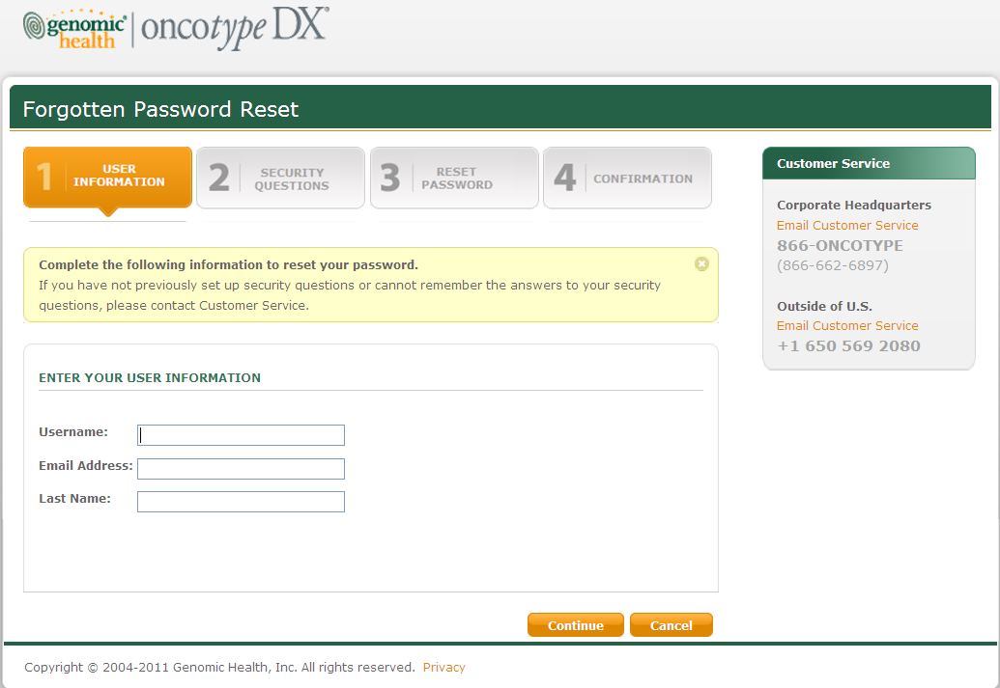 genomic health | oncotype DX®
Forgotten Password Reset
1 USER
INFORMATION
2 SECURITY
QUESTIONS
3 RESET
PASSWORD
4 CONFIRMATION
Complete the following information to reset your password.
If you have not previously set up security questions or cannot remember the answers to your security
questions, please contact Customer Service.
ENTER YOUR USER INFORMATION
Username:
Email Address:
Last Name:
Continue
Cancel
Customer Service
Corporate Headquarters
Email Customer Service
866-ONCOTYPE
(866-662-6897)
Outside of U.S.
Email Customer Service
+1 650 569 2080
Copyright © 2004-2011 Genomic Health, Inc. All rights reserved. Privacy